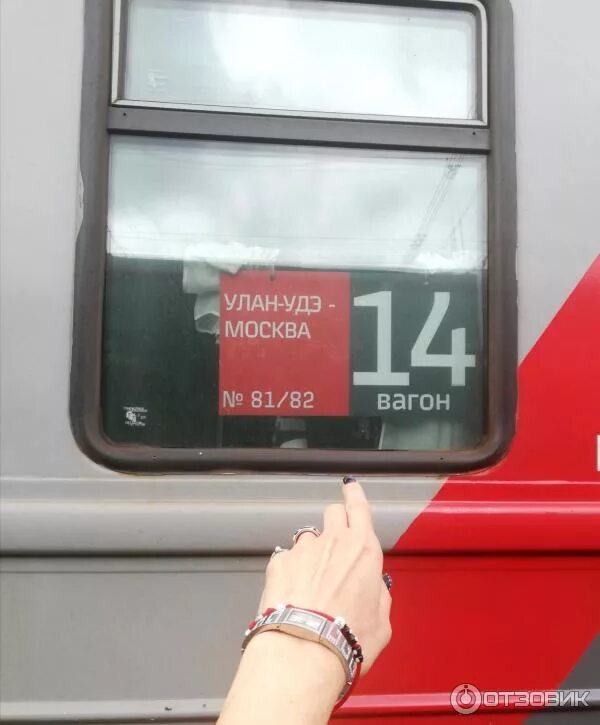 УЛАН-УДЭ -
МОСКВА
№ 81/82
14
вагон
ОТЗОВИК